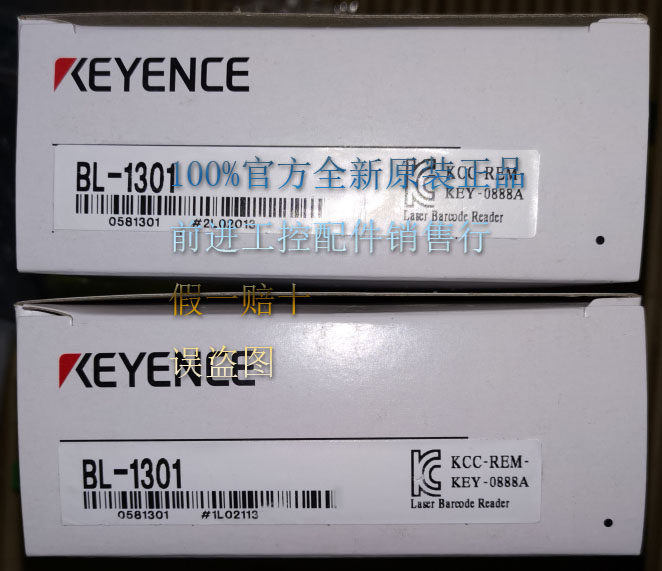 KEYENCE
BL-1301
100%官方全新原装正品
KCC-REM-
KEY-0888A
0581301 #2L02013
Laser Barcode Reader
前进工控配件销售行
假一赔十
误盗图
KEYENCE
BL-1301
KCC-REM-
KEY-0888A
0581301 #1L02113
Laser Barcode Reader